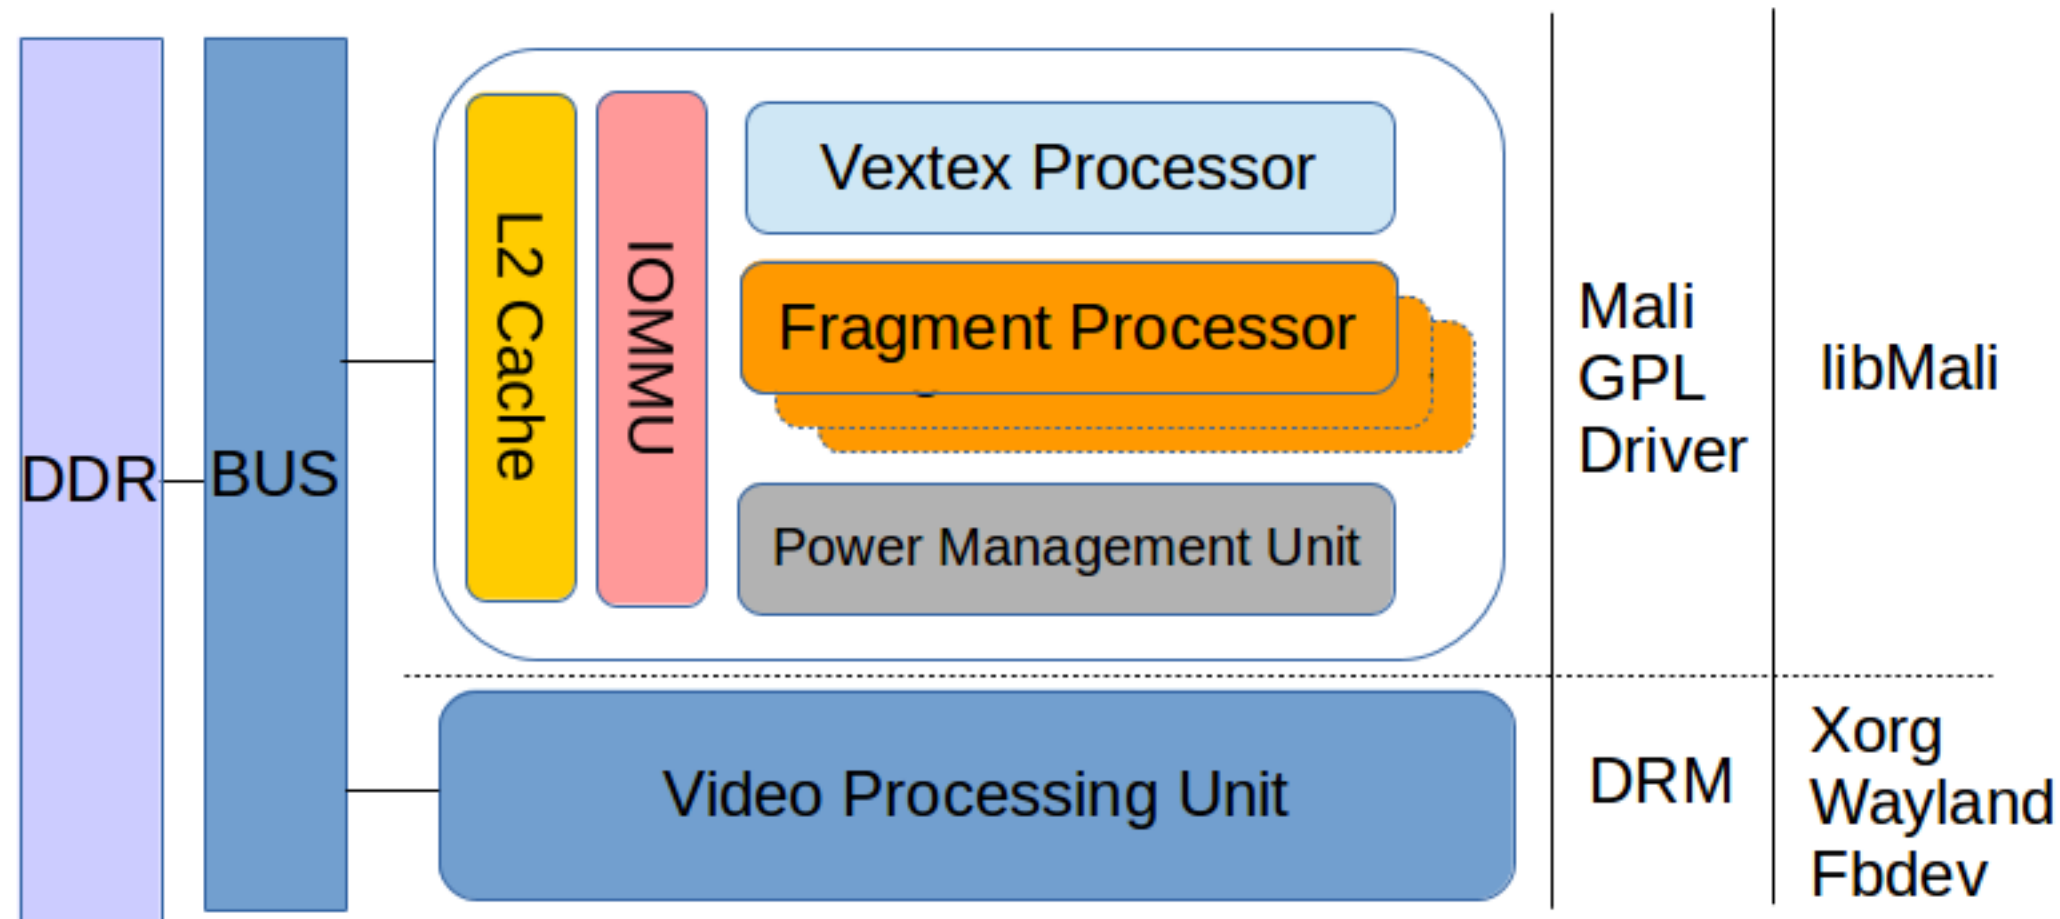 DDR
BUS
L2 Cache
IOMMU
Vextex Processor
Fragment Processor
Power Management Unit
Mali
GPL
Driver
libMali
Video Processing Unit
DRM
Xorg
Wayland
Fbdev